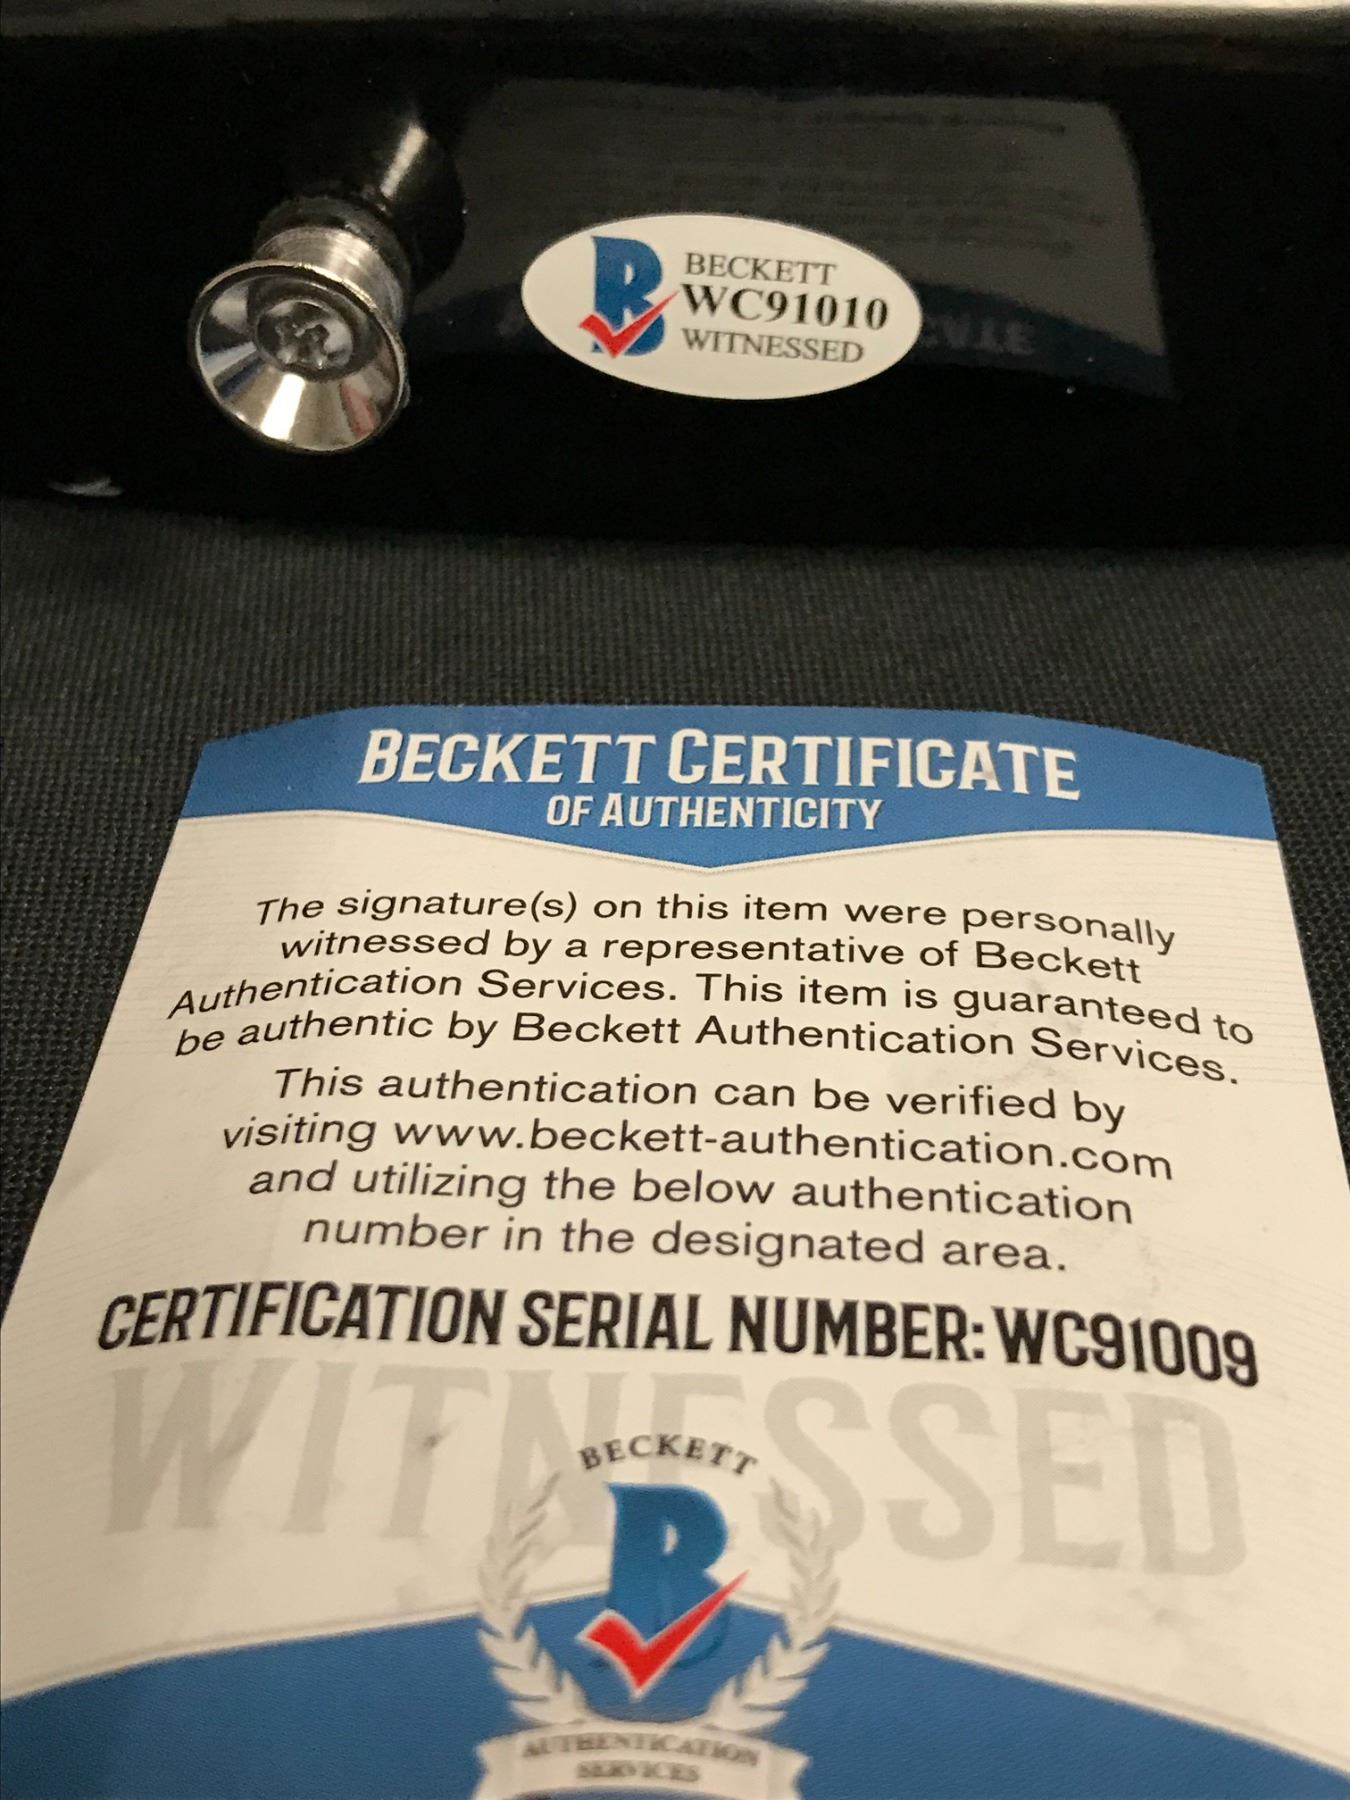 BECKETT
WC91010
WITNESSED
BECKETT CERTIFICATE
OF AUTHENTICITY
The signature(s) on this item were personally
witnessed by a representative of Beckett
Authentication Services. This item is guaranteed to
be authentic by Beckett Authentication Services.
This authentication can be verified by
visiting www.beckett-authentication.com
and utilizing the below authentication
number in the designated area.
CERTIFICATION SERIAL NUMBER: WC91009
WITNESSED
BECKETT
B
AUTHENTICATION
SERVICES